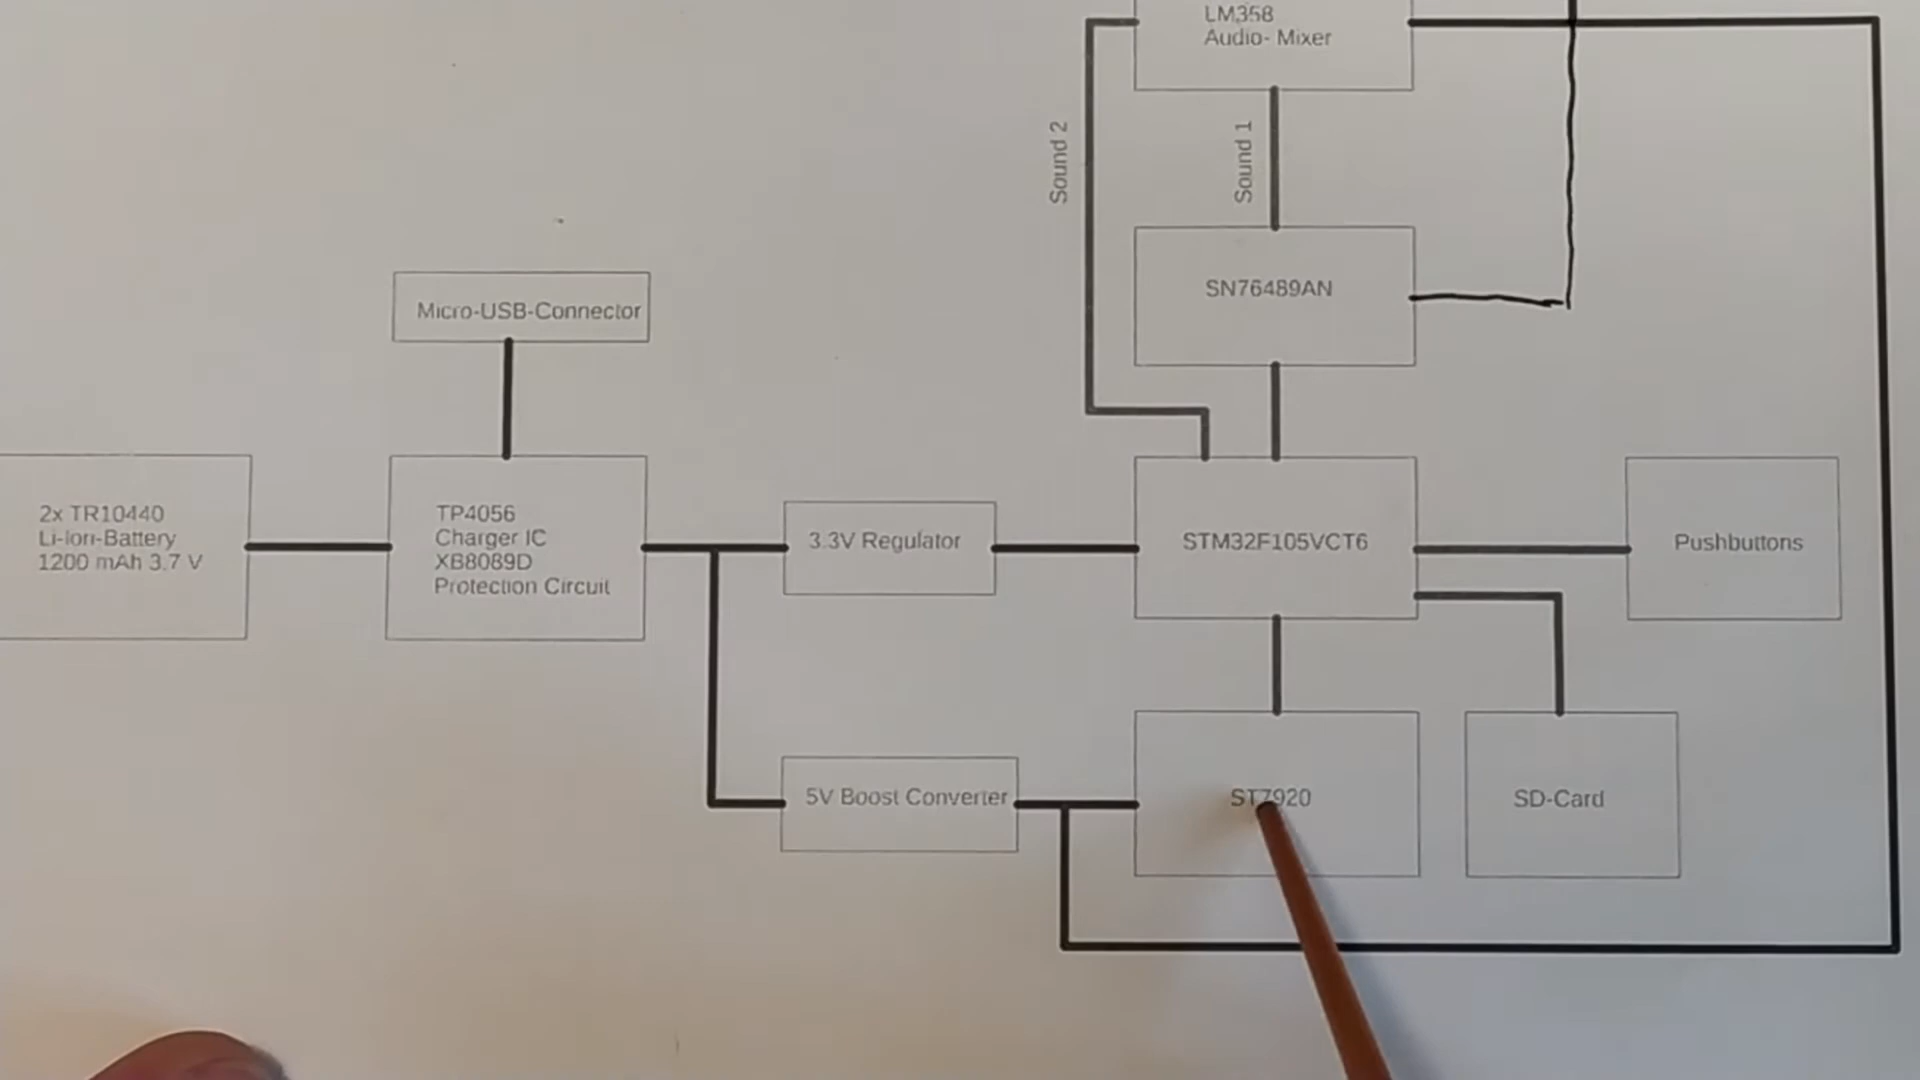 LM358
Audio- Mixer
Sound 2
Sound 1
SN76489AN
Micro-USB-Connector
2x TR10440
Li-Ion-Battery
1200 mAh 3.7 V
TP4056
Charger IC
XB8089D
Protection Circuit
3.3V Regulator
STM32F105VCT6
Pushbuttons
5V Boost Converter
ST7920
SD-Card